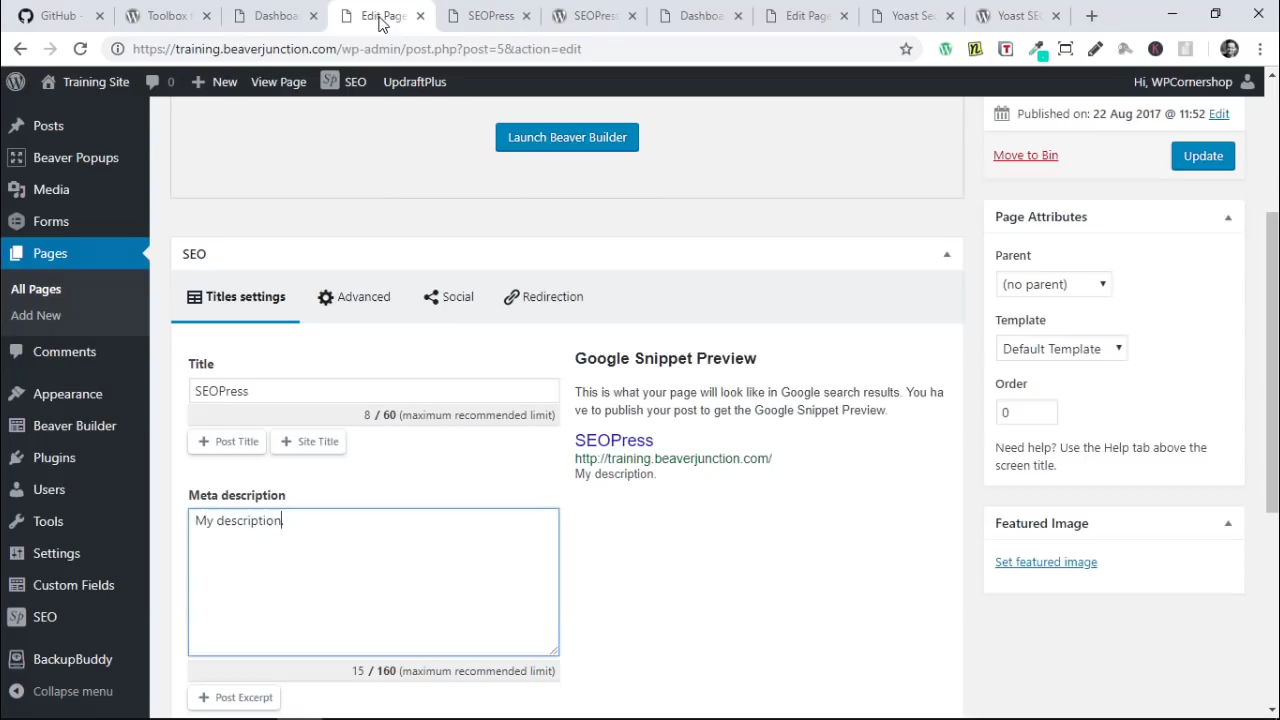 GitHub -
Toolbox f
Dashboa
Edit Page
SEOPress
SEOPres
Dashboa
Edit Page
Yoast Se
Yoast SEC
https://training.beaverjunction.com/wp-admin/post.php?post=5&action=edit
Training Site
0
New
View Page
SEO
UpdraftPlus
Hi, WPCornershop
Posts
Beaver Popups
Media
Forms
Pages
All Pages
Add New
Comments
Appearance
Beaver Builder
Plugins
Users
Tools
Settings
Custom Fields
SEO
BackupBuddy
Collapse menu
Launch Beaver Builder
SEO
Titles settings
Advanced
Social
Redirection
Title
SEOPress
8 / 60 (maximum recommended limit)
+ Post Title
+ Site Title
Meta description
My description.
15 / 160 (maximum recommended limit)
+ Post Excerpt
Google Snippet Preview
This is what your page will look like in Google search results. You ha
ve to publish your post to get the Google Snippet Preview.
SEOPress
http://training.beaverjunction.com/
My description.
Published on: 22 Aug 2017 @ 11:52 Edit
Move to Bin
Update
Page Attributes
Parent
(no parent)
Template
Default Template
Order
0
Need help? Use the Help tab above the
screen title.
Featured Image
Set featured image